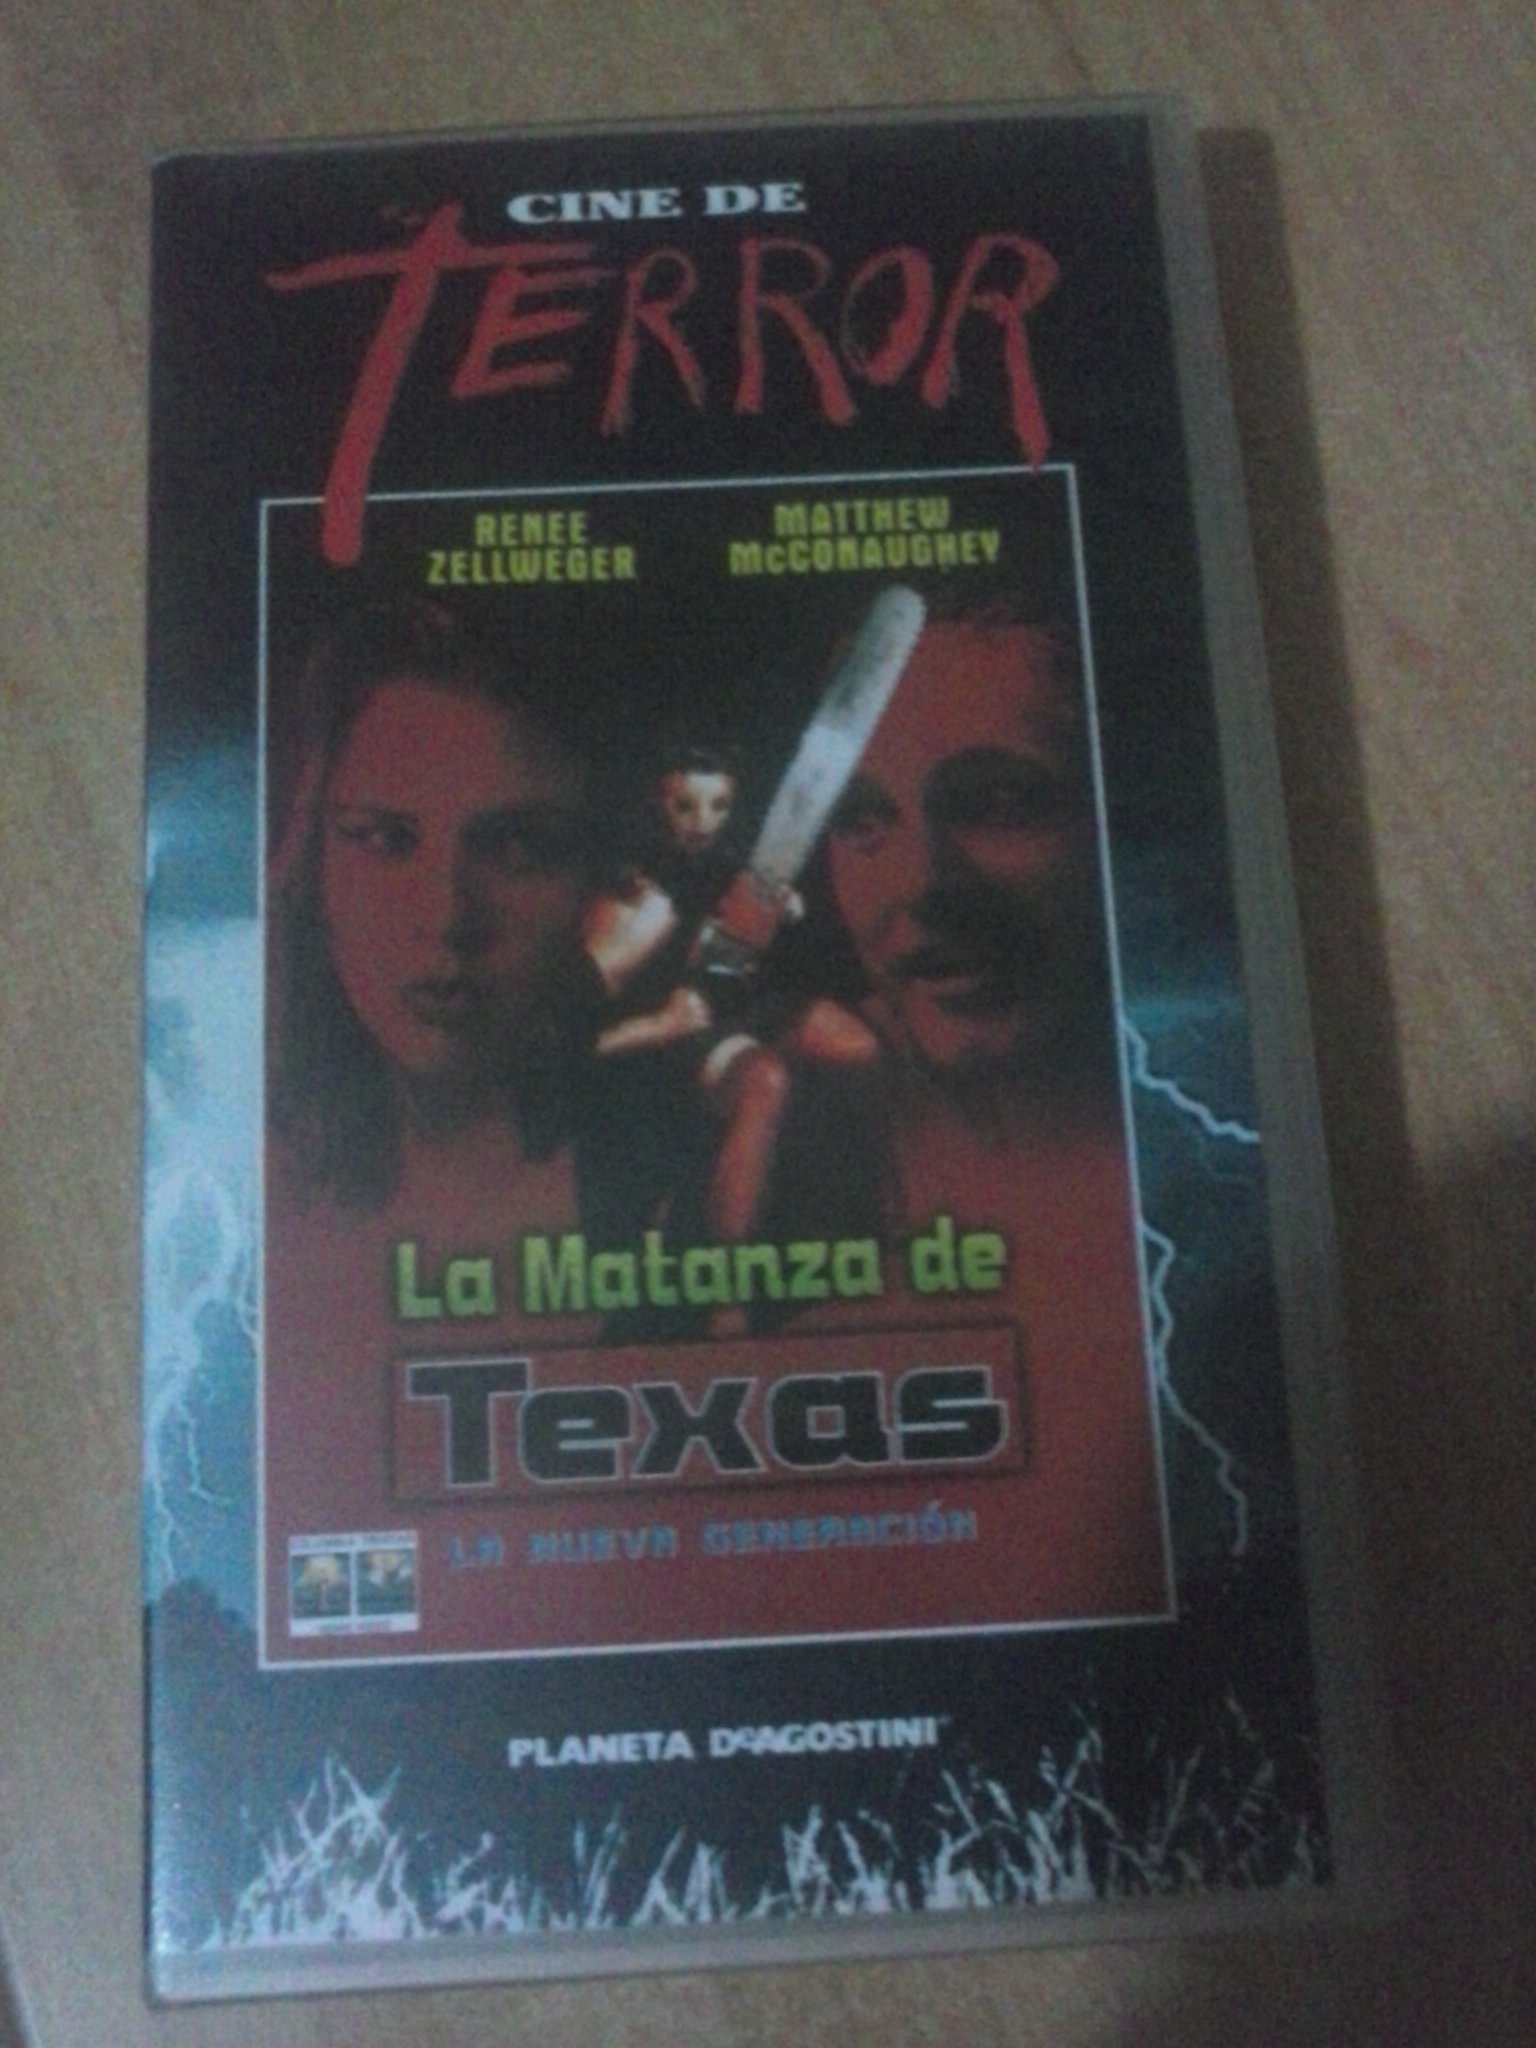 CINE DE
TERROR
RENEE
ZELLWEGER
MATTHEW
McCONAUGHEY
La Matanza de
Texas
LA NUEVA GENERACIÓN
PLANETA DeAGOSTINI